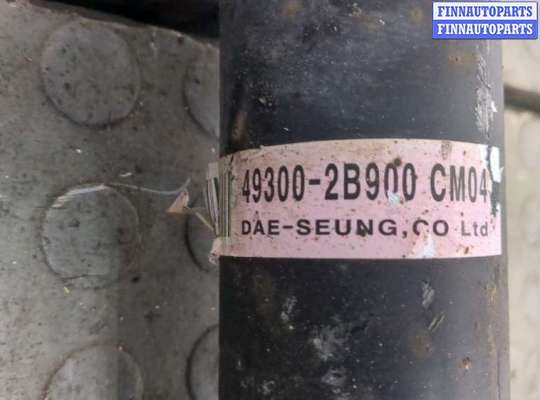 FINNAUTOPARTS
FINNAUTOPARTS
49300-2B900 CM04
DAE-SEUNG,CO Ltd